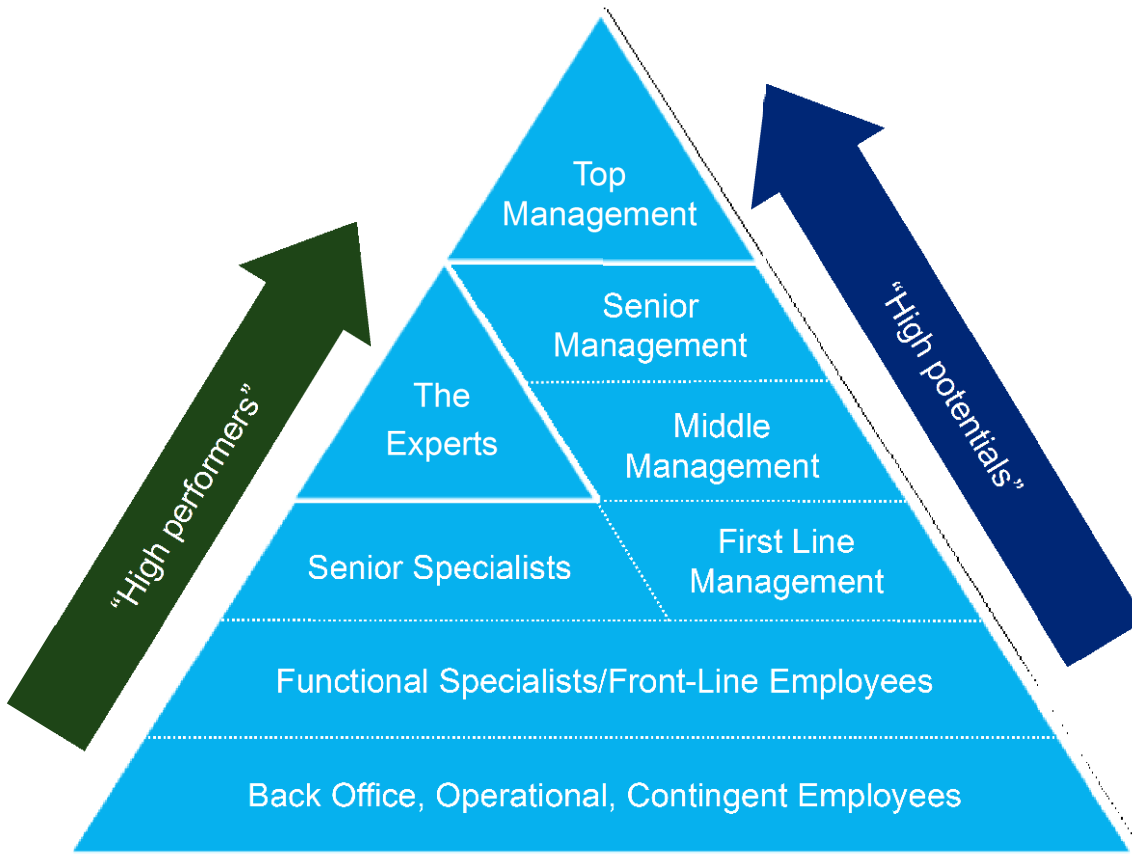 Top
Management
Senior
Management
The
Experts
Middle
Management
Senior Specialists
First Line
Management
Functional Specialists/Front-Line Employees
Back Office, Operational, Contingent Employees
“High performers”
“High potentials”